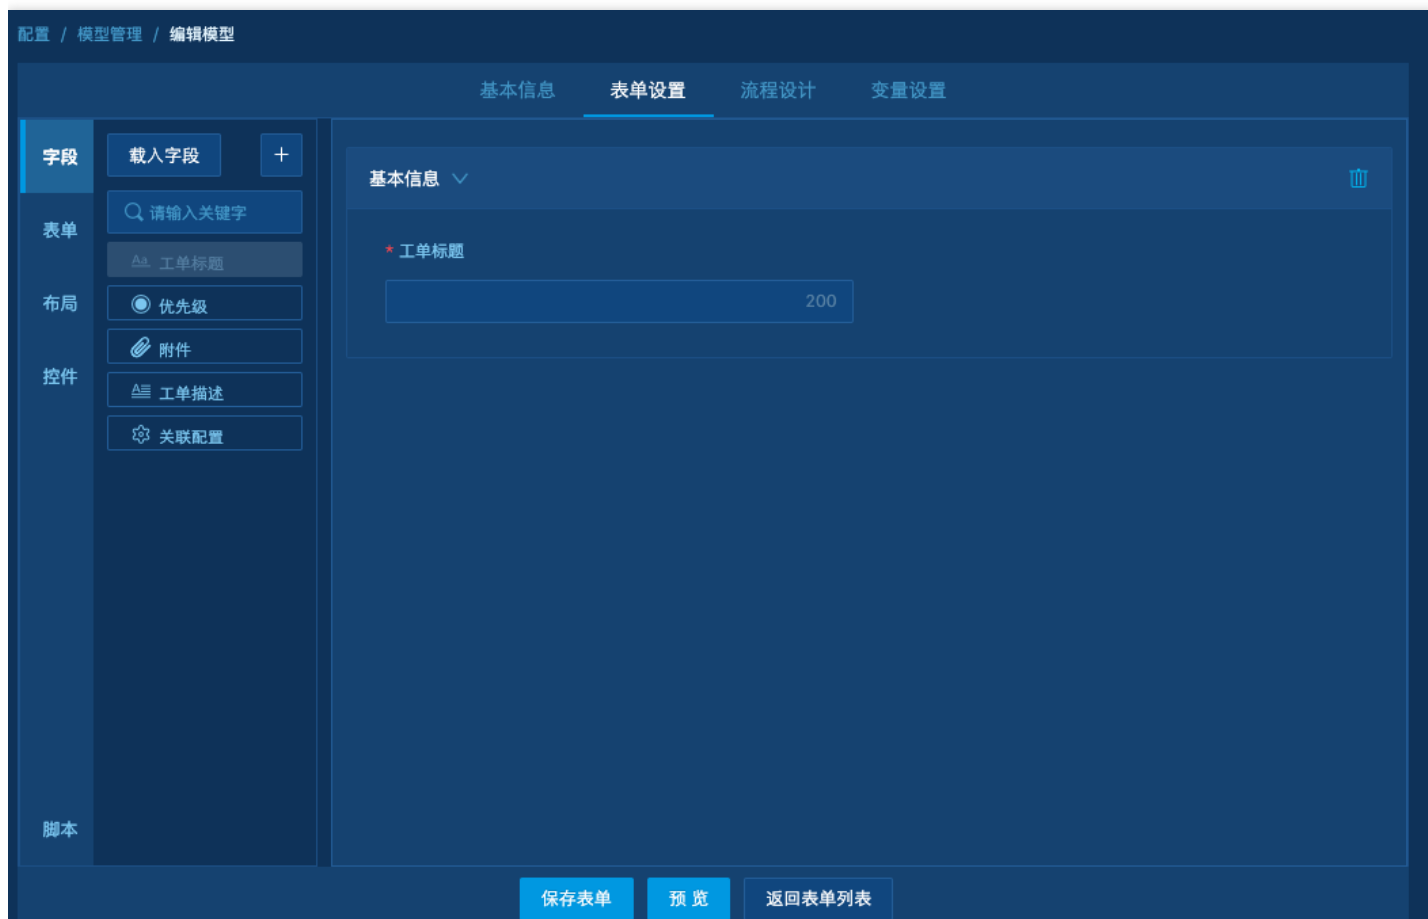 配置 / 模型管理 / 编辑模型
基本信息 表单设置 流程设计 变量设置
字段
表单
布局
控件
脚本
载入字段 +
请输入关键字
Aa 工单标题
优先级
附件
A 工单描述
关联配置
基本信息
* 工单标题
200
保存表单 预 览 返回表单列表